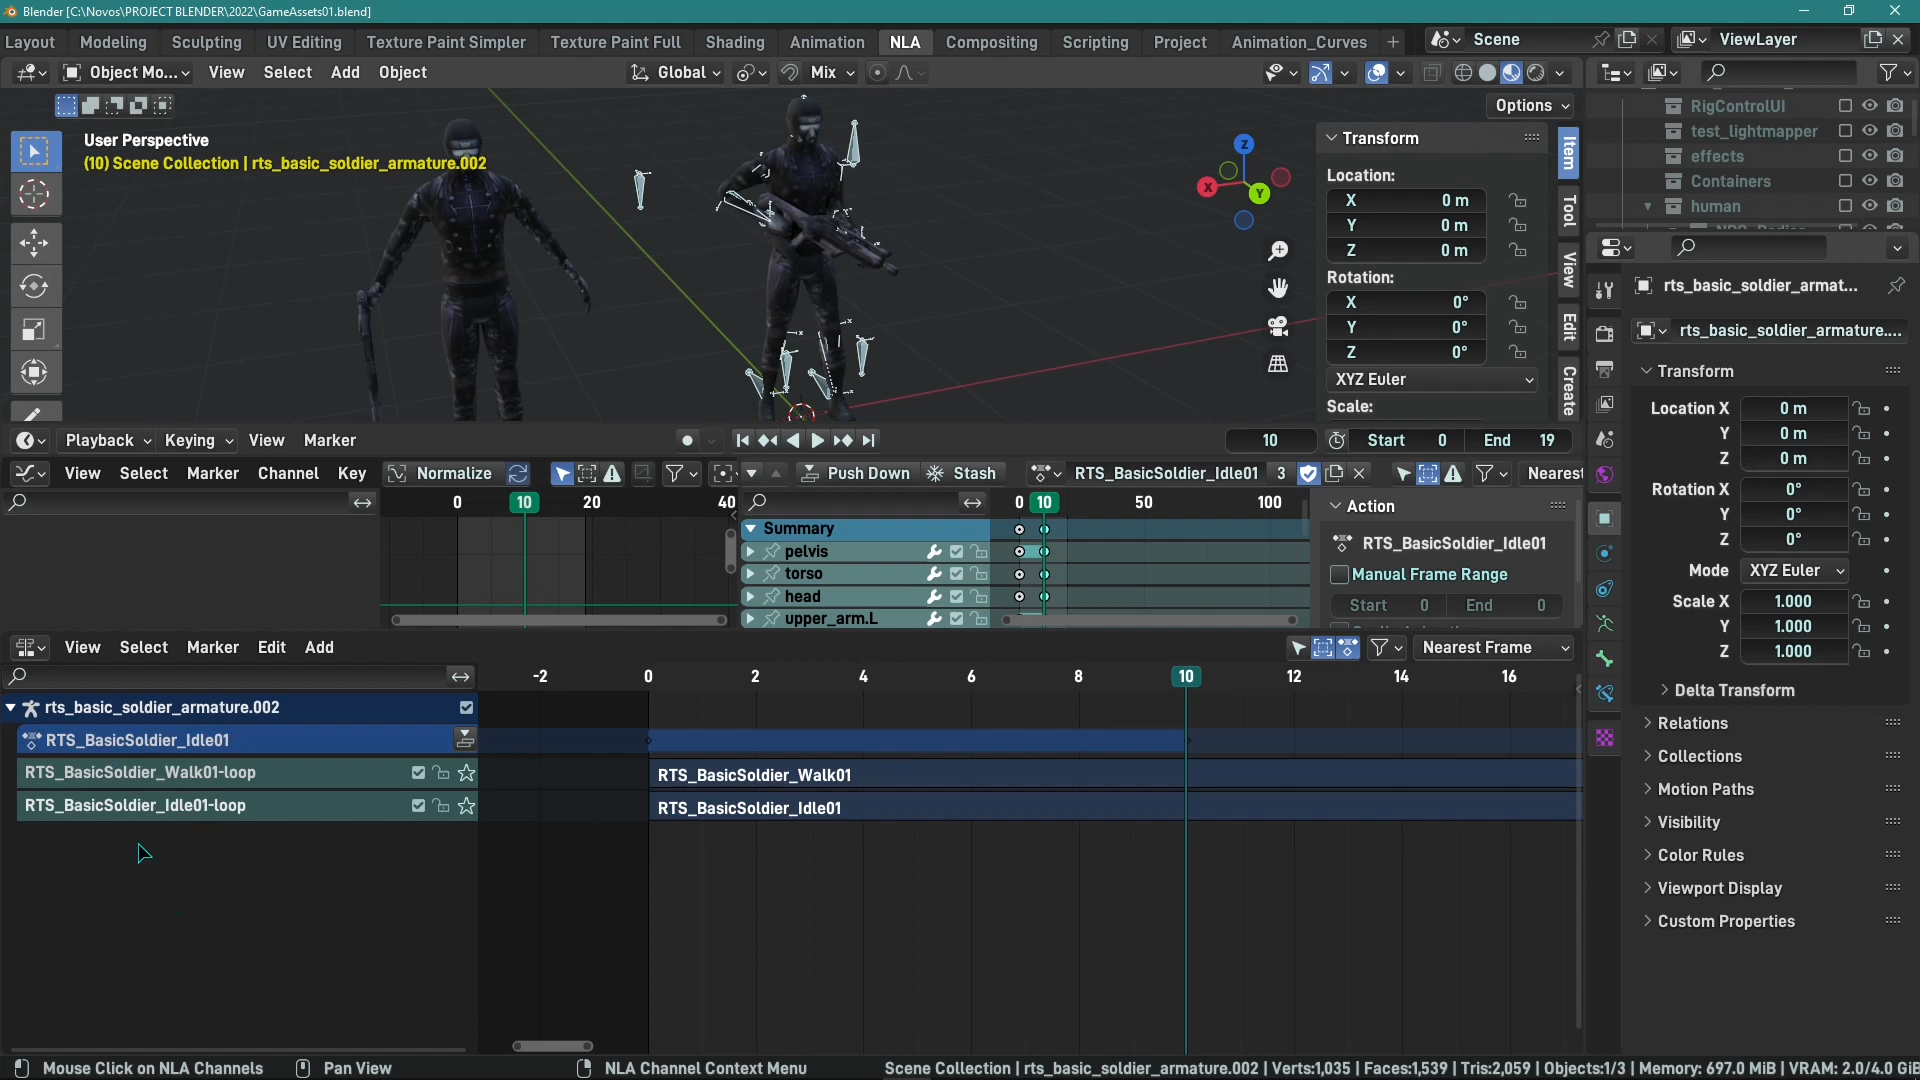 Blender [C:\Novos\PROJECT BLENDER\2022\GameAssets01.blend]
Layout Modeling Sculpting UV Editing Texture Paint Simpler Texture Paint Full Shading Animation NLA Compositing Scripting Project Animation_Curves + Scene ViewLayer
Object Mo... View Select Add Object Global Mix
Options
User Perspective
(10) Scene Collection | rts_basic_soldier_armature.002
Z
X
Y
Transform
Location:
X 0 m
Y 0 m
Z 0 m
Rotation:
X 0°
Y 0°
Z 0°
XYZ Euler
Scale:
Item
Tool
View
Edit
Create
RigControlUI
test_lightmapper
effects
Containers
human
rts_basic_soldier_armat...
rts_basic_soldier_armature....
Transform
Location X 0 m
Y 0 m
Z 0 m
Rotation X 0°
Y 0°
Z 0°
Mode XYZ Euler
Scale X 1.000
Y 1.000
Z 1.000
Delta Transform
Relations
Collections
Motion Paths
Visibility
Color Rules
Viewport Display
Custom Properties
Playback Keying View Marker 10 Start 0 End 19
View Select Marker Channel Key Normalize Push Down Stash RTS_BasicSoldier_Idle01 3 Nearest
0 10 20 40
0 10 50 100
Summary
pelvis
torso
head
upper_arm.L
Action
RTS_BasicSoldier_Idle01
Manual Frame Range
Start 0 End 0
View Select Marker Edit Add Nearest Frame
-2 0 2 4 6 8 10 12 14 16
rts_basic_soldier_armature.002
RTS_BasicSoldier_Idle01
RTS_BasicSoldier_Walk01-loop RTS_BasicSoldier_Walk01
RTS_BasicSoldier_Idle01-loop RTS_BasicSoldier_Idle01
Mouse Click on NLA Channels Pan View NLA Channel Context Menu Scene Collection | rts_basic_soldier_armature.002 | Verts:1,035 | Faces:1,539 | Tris:2,059 | Objects:1/3 | Memory: 697.0 MiB | VRAM: 2.0/4.0 GiB